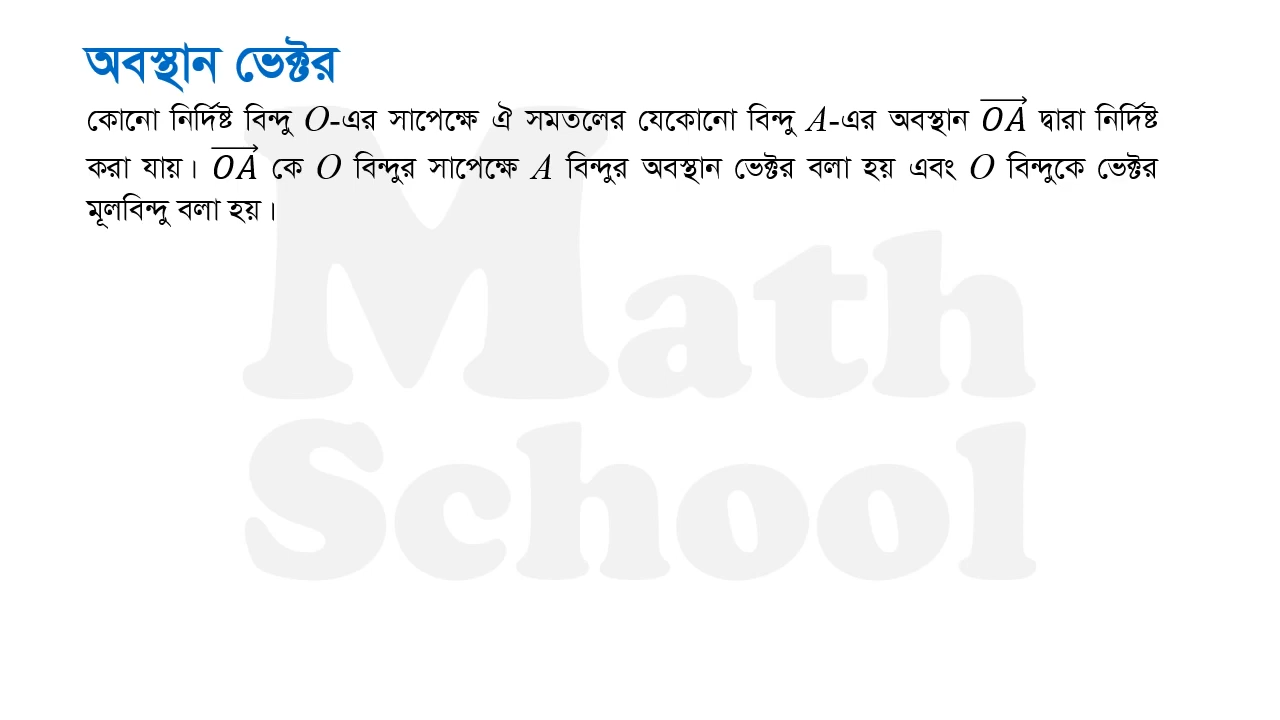 অবস্থান ভেক্টর
কোনো নির্দিষ্ট বিন্দু O-এর সাপেক্ষে ঐ সমতলের যেকোনো বিন্দু A-এর অবস্থান $\overrightarrow{OA}$ দ্বারা নির্দিষ্ট
করা যায়। $\overrightarrow{OA}$ কে O বিন্দুর সাপেক্ষে A বিন্দুর অবস্থান ভেক্টর বলা হয় এবং O বিন্দুকে ভেক্টর
মূলবিন্দু বলা হয়।
Math
School